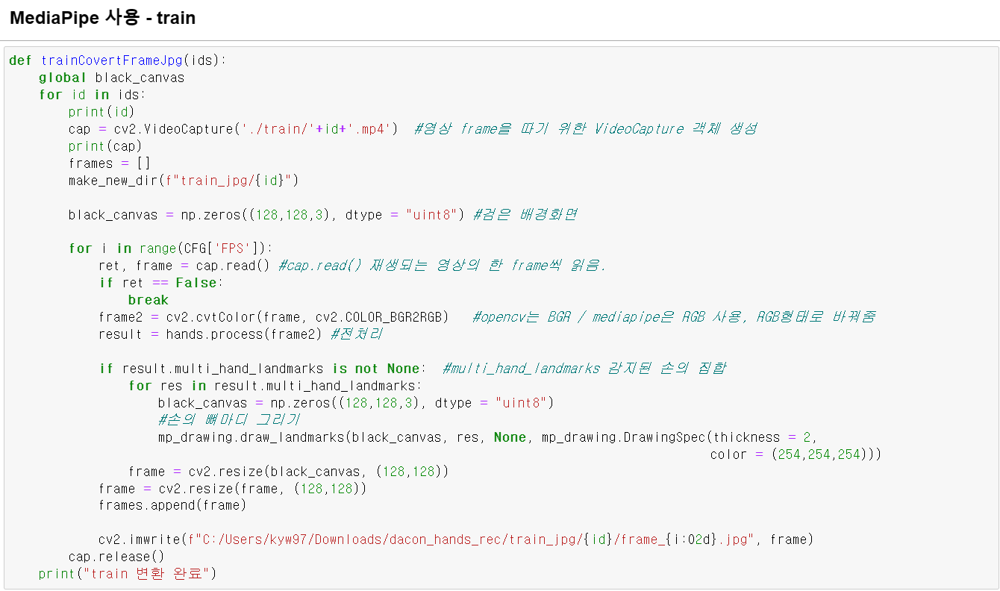 MediaPipe 사용 - train
def trainCovertFrameJpg(ids):
    global black_canvas
    for id in ids:
        print(id)
        cap = cv2.VideoCapture('./train/'+id+'.mp4')  #영상 frame을 따기 위한 VideoCapture 객체 생성
        print(cap)
        frames = []
        make_new_dir(f"train_jpg/{id}")
        black_canvas = np.zeros((128,128,3), dtype = "uint8") #검은 배경화면
        for i in range(CFG['FPS']):
            ret, frame = cap.read() #cap.read() 재생되는 영상의 한 frame씩 읽음.
            if ret == False:
                break
            frame2 = cv2.cvtColor(frame, cv2.COLOR_BGR2RGB)   #opencv는 BGR / mediapipe은 RGB 사용, RGB형태로 바꿔줌
            result = hands.process(frame2) #전처리
            if result.multi_hand_landmarks is not None:  #multi_hand_landmarks 감지된 손의 집합
                for res in result.multi_hand_landmarks:
                    black_canvas = np.zeros((128,128,3), dtype = "uint8")
                    #손의 뼈마디 그리기
                    mp_drawing.draw_landmarks(black_canvas, res, None, mp_drawing.DrawingSpec(thickness = 2,
                                                                                              color = (254,254,254)))
                frame = cv2.resize(black_canvas, (128,128))
            frame = cv2.resize(frame, (128,128))
            frames.append(frame)
            cv2.imwrite(f"C:/Users/kyw97/Downloads/dacon_hands_rec/train_jpg/{id}/frame_{i:02d}.jpg", frame)
        cap.release()
    print("train 변환 완료")